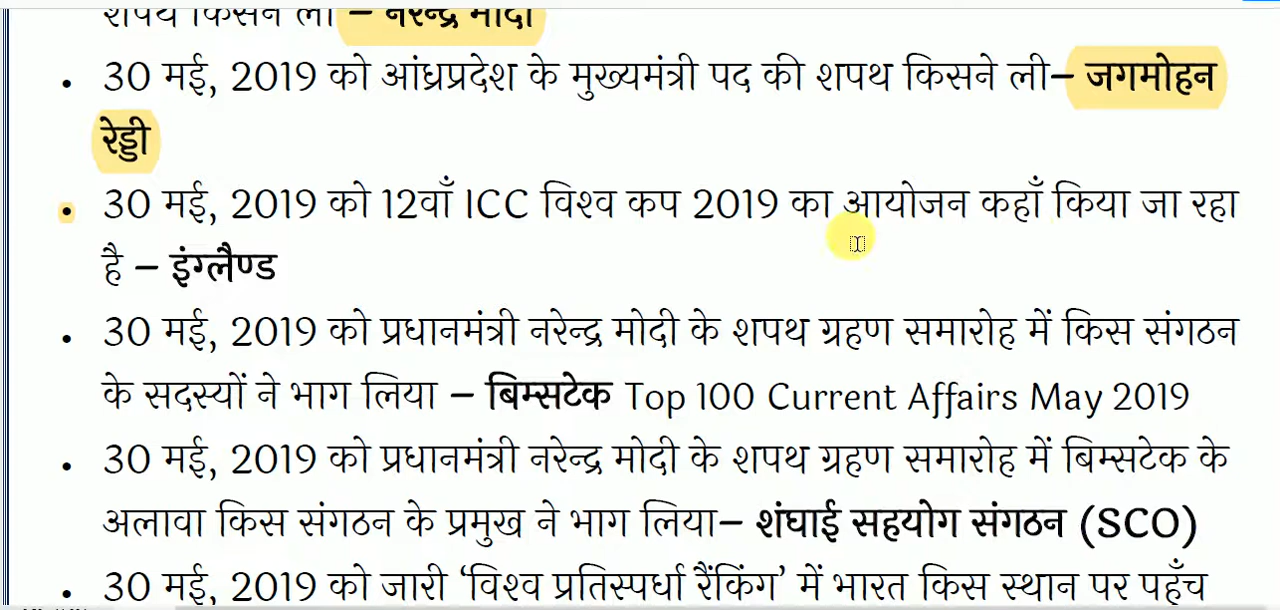 शपथ किसने ली – नरेन्द्र मोदी
• 30 मई, 2019 को आंध्रप्रदेश के मुख्यमंत्री पद की शपथ किसने ली– जगमोहन
रेड्डी
• 30 मई, 2019 को 12वाँ ICC विश्व कप 2019 का आयोजन कहाँ किया जा रहा
है – इंग्लैण्ड
• 30 मई, 2019 को प्रधानमंत्री नरेन्द्र मोदी के शपथ ग्रहण समारोह में किस संगठन
के सदस्यों ने भाग लिया – बिम्सटेक Top 100 Current Affairs May 2019
• 30 मई, 2019 को प्रधानमंत्री नरेन्द्र मोदी के शपथ ग्रहण समारोह में बिम्सटेक के
अलावा किस संगठन के प्रमुख ने भाग लिया– शंघाई सहयोग संगठन (SCO)
• 30 मई, 2019 को जारी ‘विश्व प्रतिस्पर्धा रैंकिंग’ में भारत किस स्थान पर पहुँच